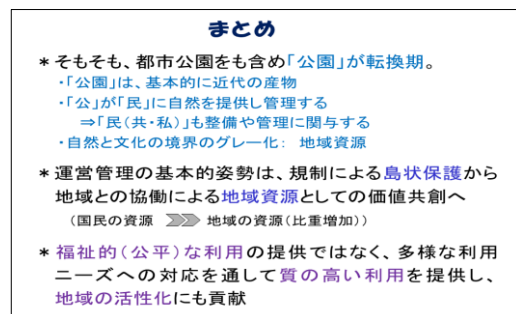 まとめ
＊そもそも、都市公園をも含め「公園」が転換期。
・「公園」は、基本的に近代の産物
・「公」が「民」に自然を提供し管理する
⇒「民(共・私)」も整備や管理に関与する
・自然と文化の境界のグレー化： 地域資源
＊運営管理の基本的姿勢は、規制による島状保護から
地域との協働による地域資源としての価値共創へ
(国民の資源 ⋙ 地域の資源(比重増加))
＊福祉的(公平)な利用の提供ではなく、多様な利用
ニーズへの対応を通して質の高い利用を提供し、
地域の活性化にも貢献